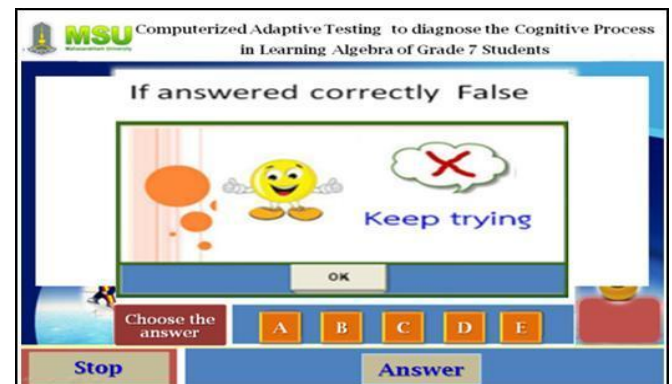 MSU Computerized Adaptive Testing to diagnose the Cognitive Process
Mahasarakham University
in Learning Algebra of Grade 7 Students
If answered correctly False
Keep trying
OK
Choose the
answer
A B C D E
Stop
Answer